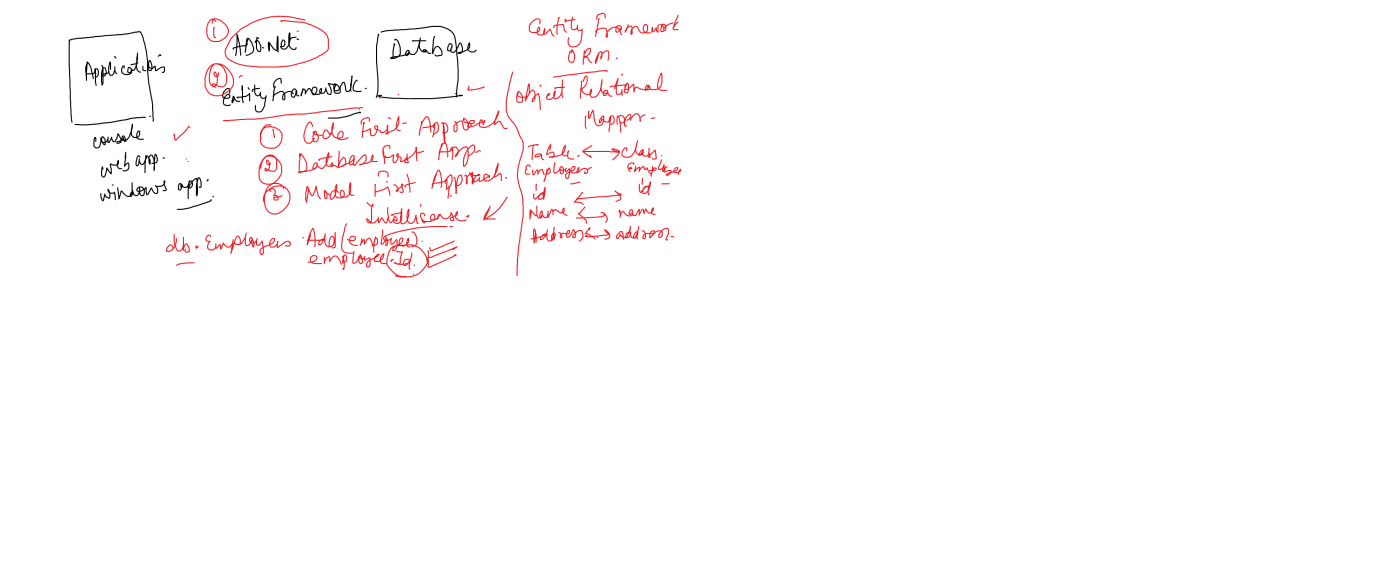 Application
console
web app.
windows app.
① ADO.Net
②
Entity Framework.
Database
① Code First Approach
② Database First App.
③ Model First Approach.
Intellisense.
db. Employees .Add(employee).
employee.Id.
Entity Framework
ORM.
Object Relational
Mapper.
Table. ↔ class.
Employees Employee
id ↔ id
Name ↔ name
Address ↔ address.